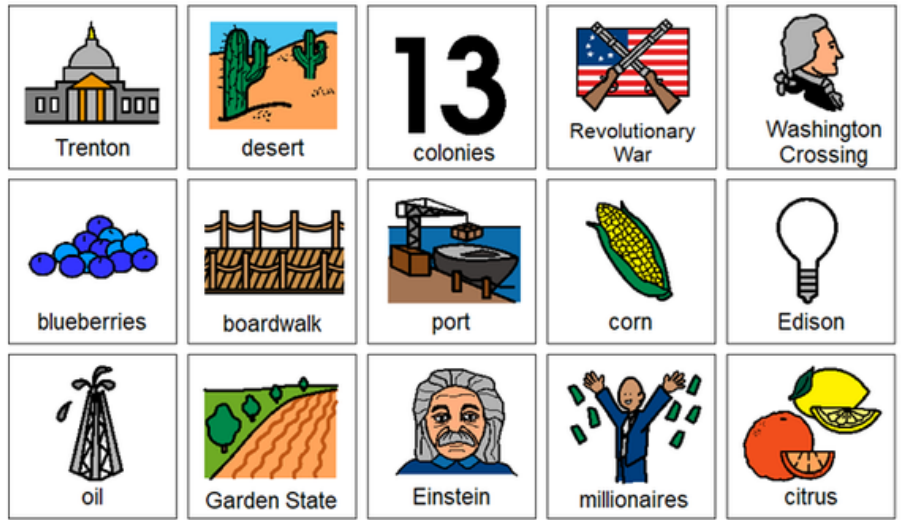 Trenton
desert
13
colonies
Revolutionary
War
Washington
Crossing
blueberries
boardwalk
port
corn
Edison
oil
Garden State
Einstein
millionaires
citrus